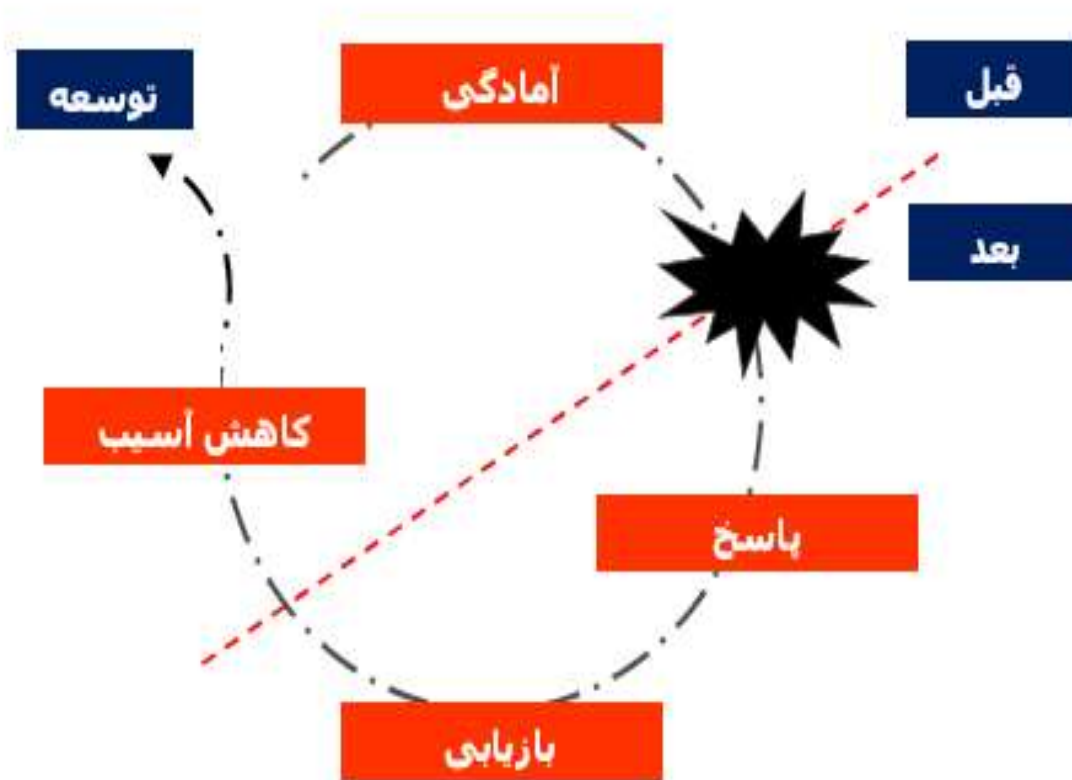 قبل
آمادگی
توسعه
بعد
کاهش آسیب
پاسخ
بازیابی